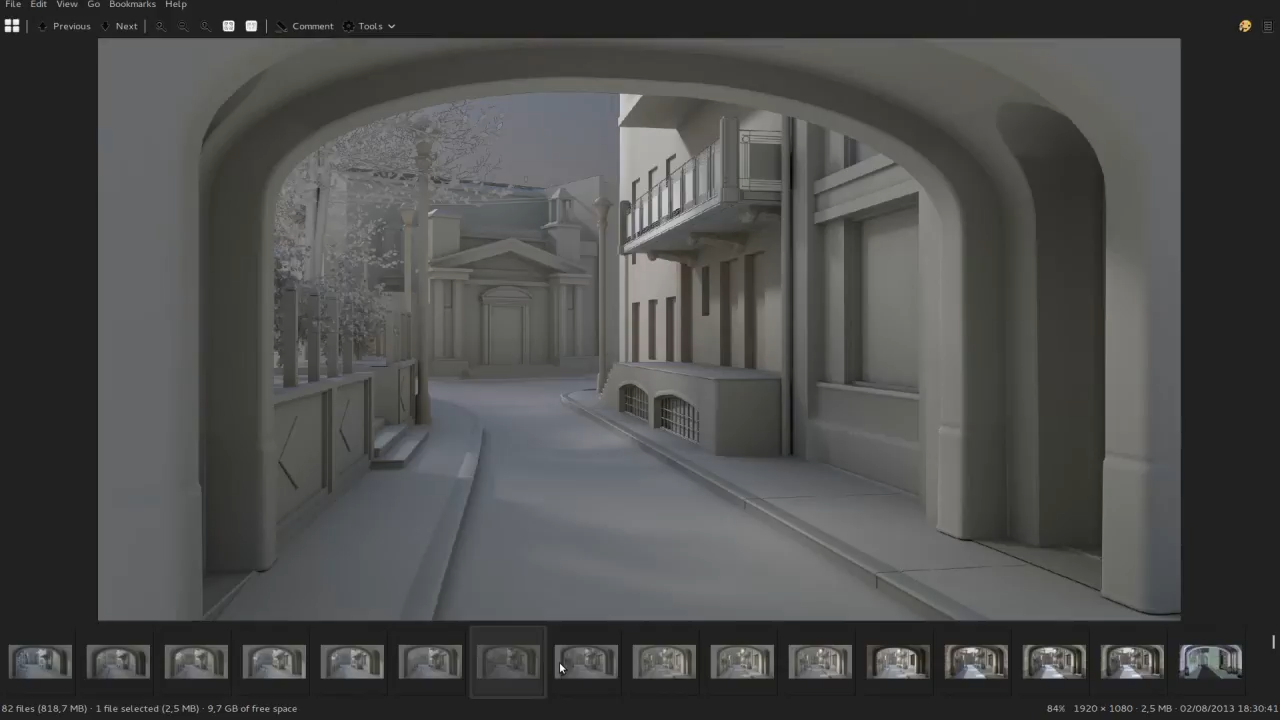 File Edit View Go Bookmarks Help
Previous Next Comment Tools
82 files (818,7 MB) · 1 file selected (2,5 MB) · 9,7 GB of free space
84% 1920 × 1080 · 2,5 MB · 02/08/2013 18:30:41